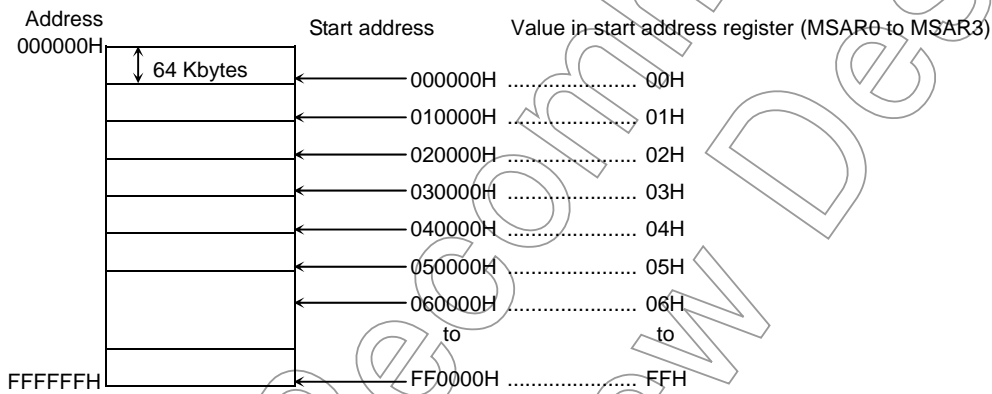 Address Start address Value in start address register (MSAR0 to MSAR3)
000000H
64 Kbytes
000000H ...................... 00H
010000H ...................... 01H
020000H ...................... 02H
030000H ...................... 03H
040000H ...................... 04H
050000H ...................... 05H
060000H ...................... 06H
to to
FFFFFFH FF0000H ...................... FFH